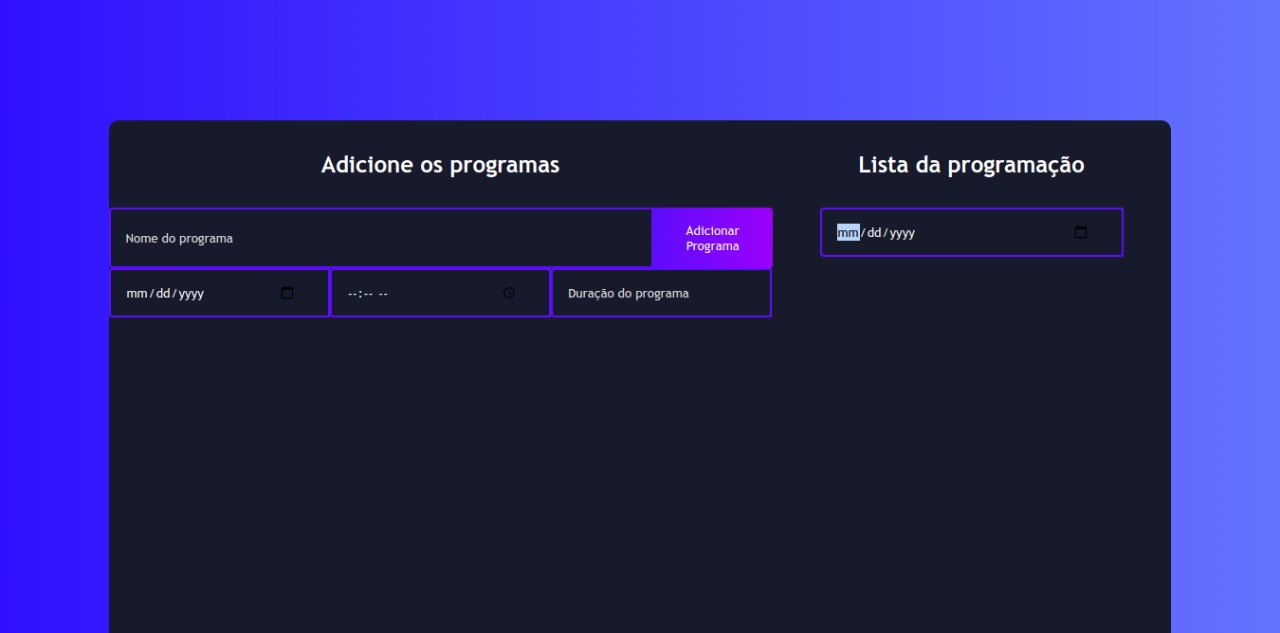 Adicione os programas
Nome do programa
Adicionar
Programa
mm/dd/yyyy
--:-- --
Duração do programa
Lista da programação
mm/dd/yyyy